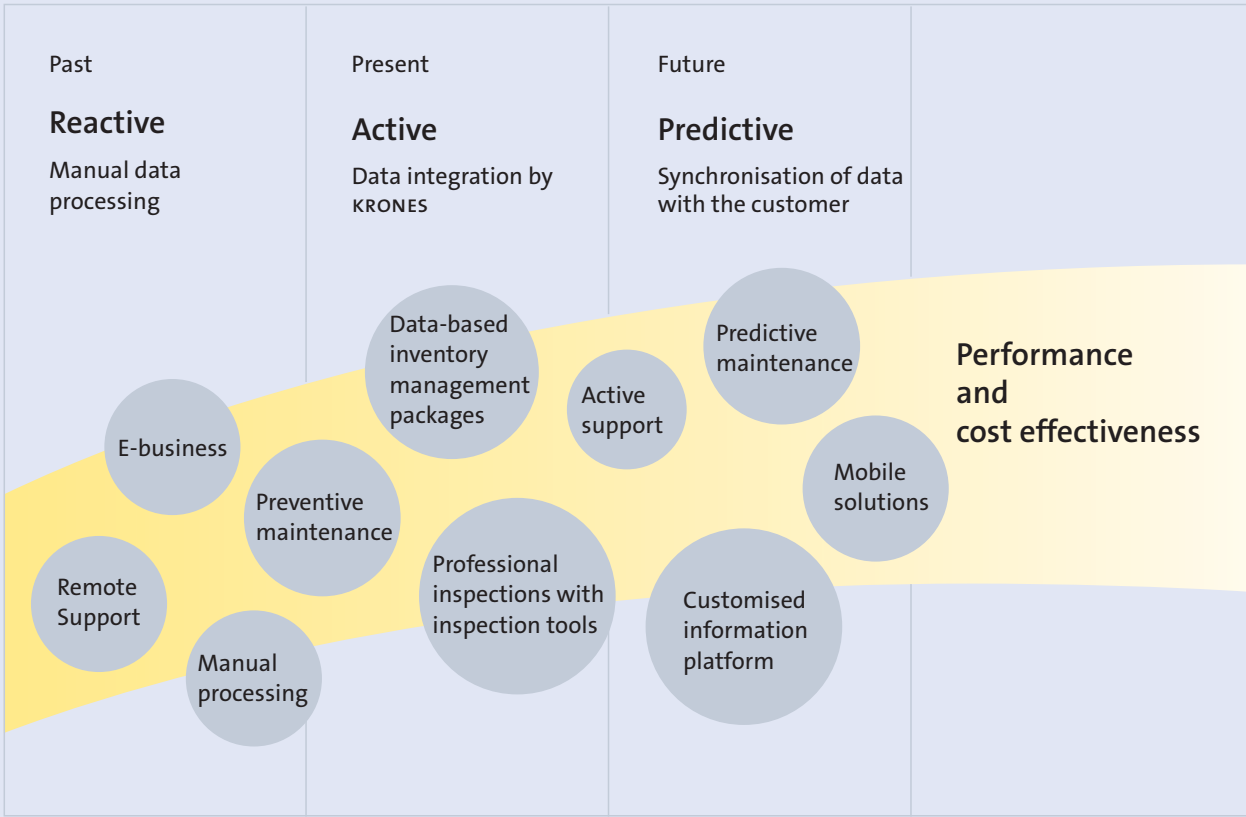 Past
Reactive
Manual data
processing
Present
Active
Data integration by
KRONES
Future
Predictive
Synchronisation of data
with the customer
E-business
Remote
Support
Manual
processing
Preventive
maintenance
Data-based
inventory
management
packages
Professional
inspections with
inspection tools
Active
support
Predictive
maintenance
Customised
information
platform
Mobile
solutions
Performance
and
cost effectiveness